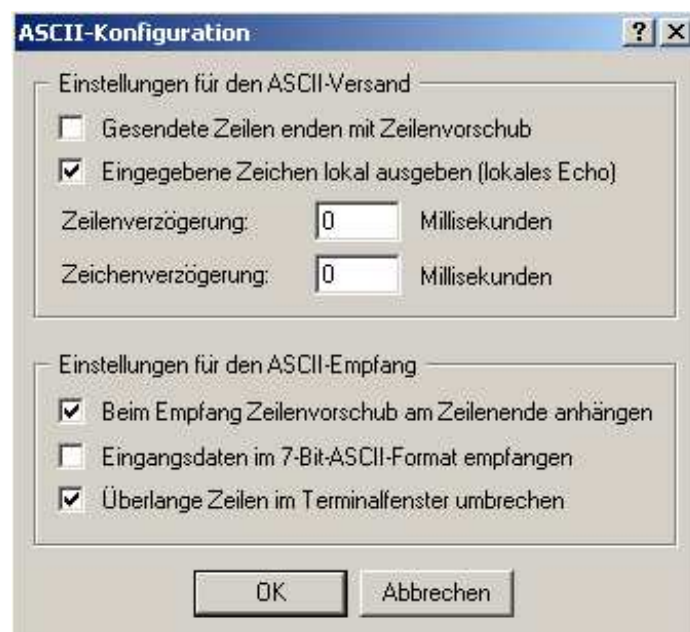 ASCII-Konfiguration
Einstellungen für den ASCII-Versand
Gesendete Zeilen enden mit Zeilenvorschub
Eingegebene Zeichen lokal ausgeben (lokales Echo)
Zeilenverzögerung: 0 Millisekunden
Zeichenverzögerung: 0 Millisekunden
Einstellungen für den ASCII-Empfang
Beim Empfang Zeilenvorschub am Zeilenende anhängen
Eingangsdaten im 7-Bit-ASCII-Format empfangen
Überlange Zeilen im Terminalfenster umbrechen
OK Abbrechen